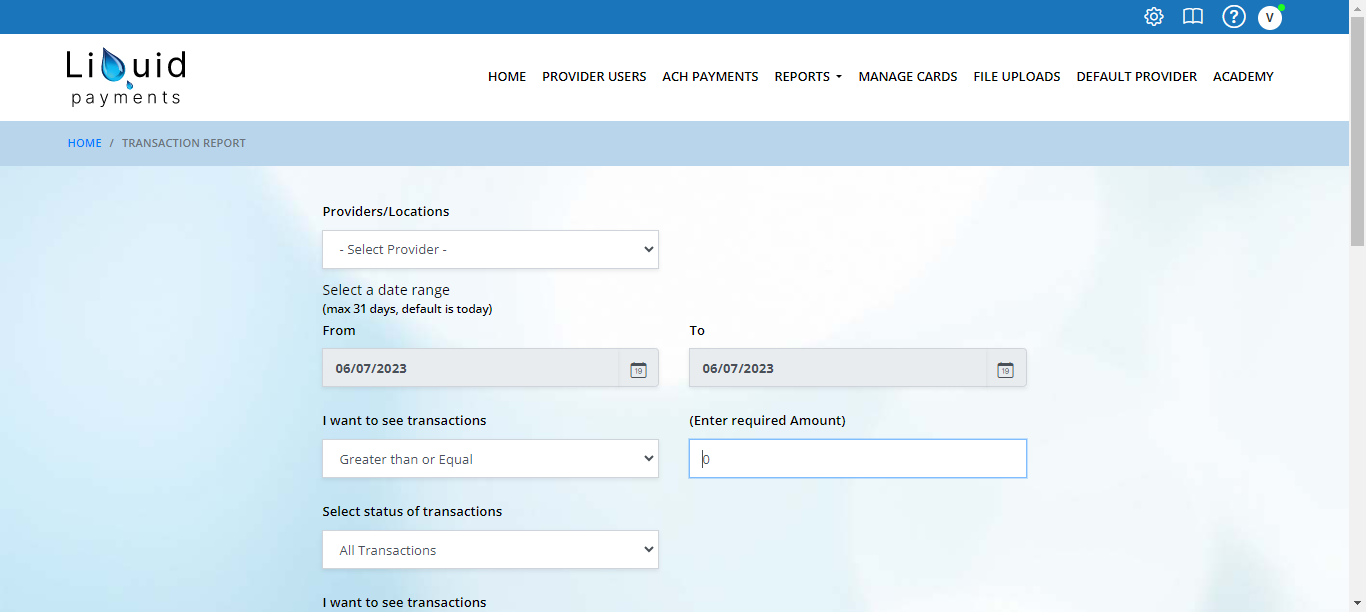 ?
V
Liquid
payments
HOME PROVIDER USERS ACH PAYMENTS REPORTS MANAGE CARDS FILE UPLOADS DEFAULT PROVIDER ACADEMY
HOME / TRANSACTION REPORT
Providers/Locations
- Select Provider -
Select a date range
(max 31 days, default is today)
From To
06/07/2023 19 06/07/2023 19
I want to see transactions (Enter required Amount)
Greater than or Equal 0
Select status of transactions
All Transactions
I want to see transactions